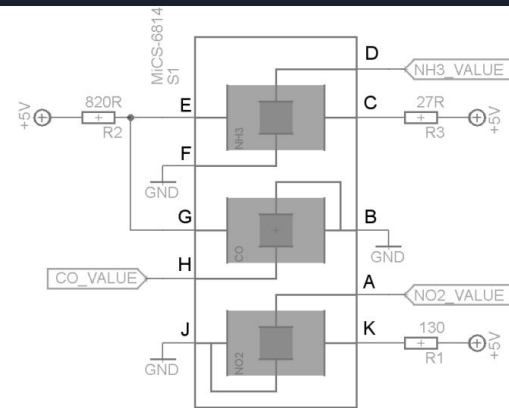 MiCS-6814
S1
D
NH3_VALUE
+5V
820R
R2
E
NH3
C
27R
R3
+5V
F
GND
G
CO
B
GND
H
CO_VALUE
A
NO2_VALUE
J
GND
NO2
K
130
R1
+5V